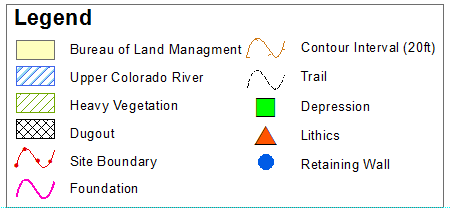 Legend
Bureau of Land Managment
Upper Colorado River
Heavy Vegetation
Dugout
Site Boundary
Foundation
Contour Interval (20ft)
Trail
Depression
Lithics
Retaining Wall